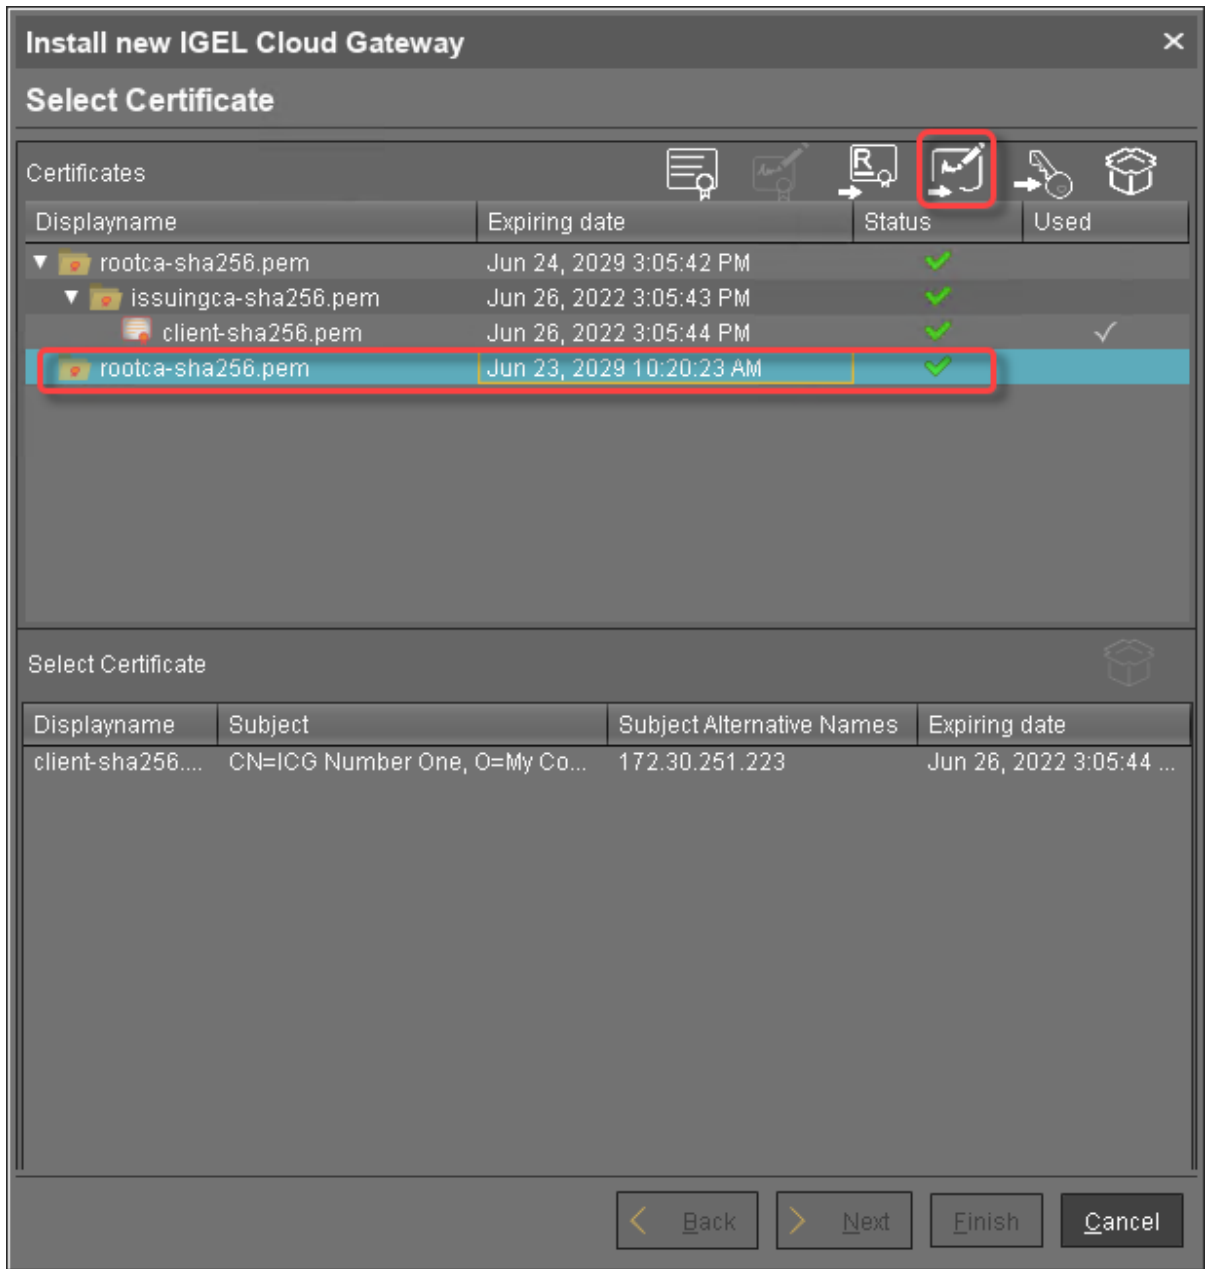 Install new IGEL Cloud Gateway
Select Certificate
Certificates
Displayname Expiring date Status Used
rootca-sha256.pem Jun 24, 2029 3:05:42 PM
issuingca-sha256.pem Jun 26, 2022 3:05:43 PM
client-sha256.pem Jun 26, 2022 3:05:44 PM
rootca-sha256.pem Jun 23, 2029 10:20:23 AM
Select Certificate
Displayname Subject Subject Alternative Names Expiring date
client-sha256.... CN=ICG Number One, O=My Co... 172.30.251.223 Jun 26, 2022 3:05:44 ...
Back Next Finish Cancel